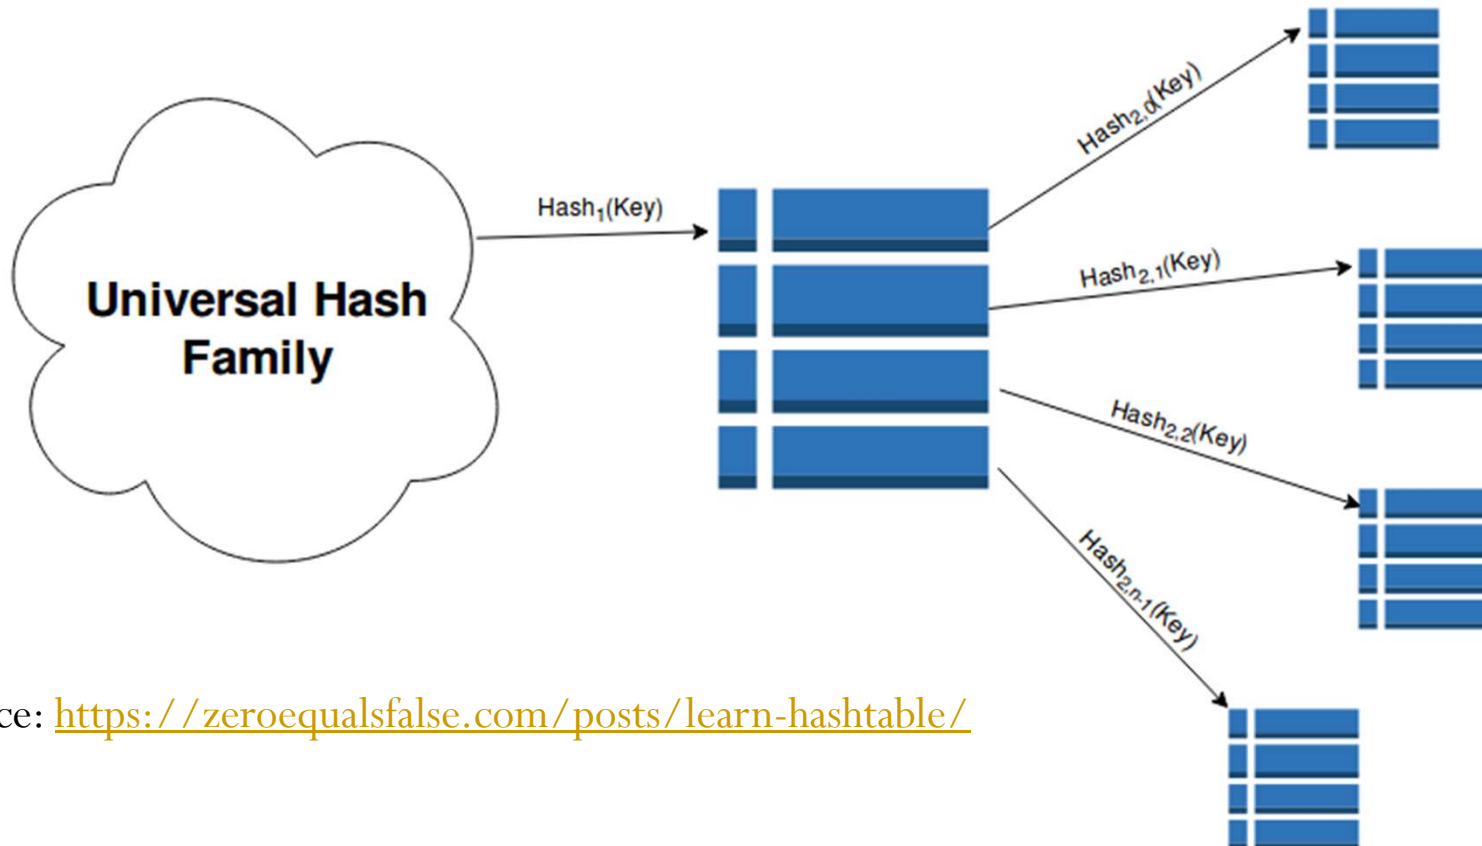 Universal Hash
Family
Hash₁(Key)
Hash₂,₀(Key)
Hash₂,₁(Key)
Hash₂,₂(Key)
Hash₂,ₙ₋₁(Key)
ce: https://zeroequalsfalse.com/posts/learn-hashtable/